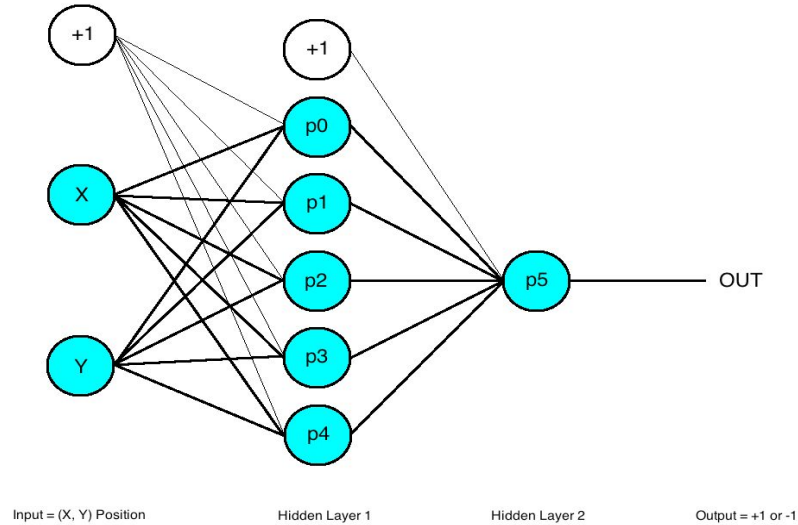 +1
+1
p0
X
p1
p2
p5
OUT
Y
p3
p4
Input = (X, Y) Position
Hidden Layer 1
Hidden Layer 2
Output = +1 or -1